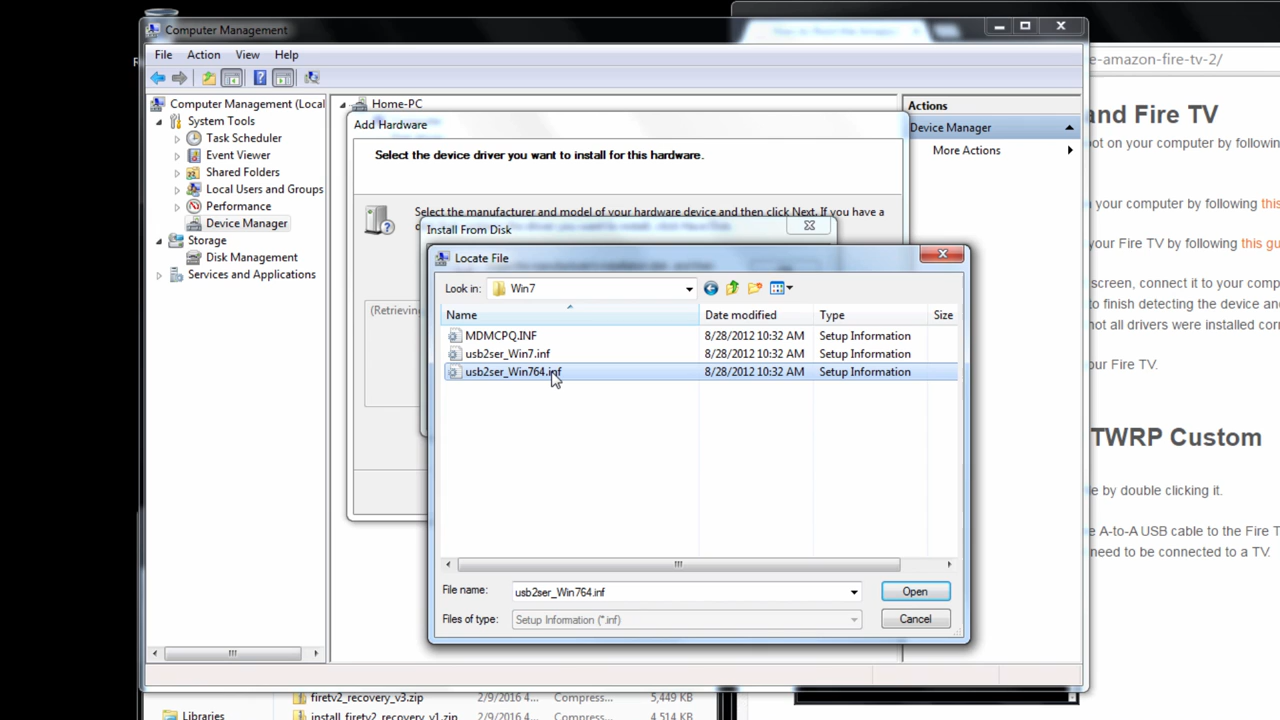 Computer Management
File Action View Help
e-amazon-fire-tv-2/
Computer Management (Local
System Tools
Task Scheduler
Event Viewer
Shared Folders
Local Users and Groups
Performance
Device Manager
Storage
Disk Management
Services and Applications
Home-PC
Actions
Device Manager
More Actions
Add Hardware
Select the device driver you want to install for this hardware.
Select the manufacturer and model of your hardware device and then click Next. If you have a
(Retrievin
Install From Disk
Locate File
Look in: Win7
Name Date modified Type Size
MDMCPQ.INF 8/28/2012 10:32 AM Setup Information
usb2ser_Win7.inf 8/28/2012 10:32 AM Setup Information
usb2ser_Win764.inf 8/28/2012 10:32 AM Setup Information
File name: usb2ser_Win764.inf Open
Files of type: Setup Information (*.inf) Cancel
and Fire TV
ot on your computer by following
your computer by following this
your Fire TV by following this gu
screen, connect it to your compu
to finish detecting the device an
not all drivers were installed cor
ur Fire TV.
TWRP Custom
e by double clicking it.
e A-to-A USB cable to the Fire T
need to be connected to a TV.
firetv2_recovery_v3.zip 2/9/2016 4... Compress... 5,449 KB
Libraries
install_firetv2_recovery_v1.zip 2/9/2016 4... Compress... 4,514 KB